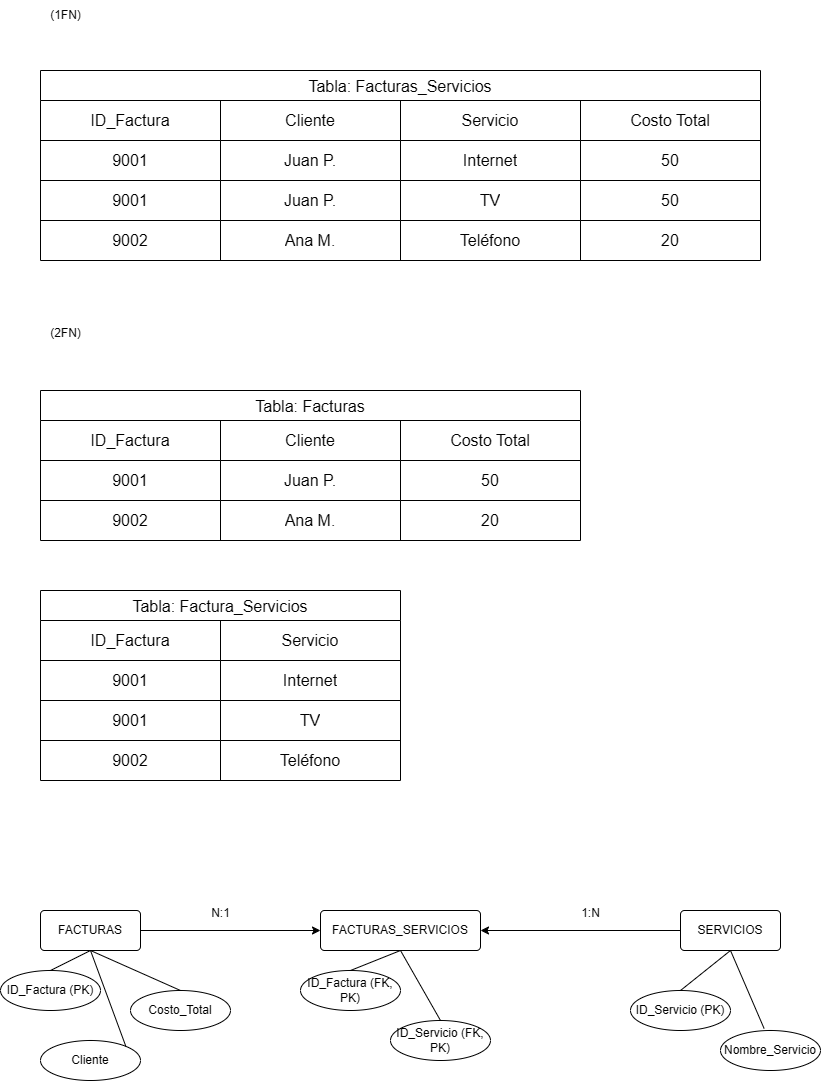 (1FN)
Tabla: Facturas_Servicios
ID_Factura Cliente Servicio Costo Total
9001 Juan P. Internet 50
9001 Juan P. TV 50
9002 Ana M. Teléfono 20
(2FN)
Tabla: Facturas
ID_Factura Cliente Costo Total
9001 Juan P. 50
9002 Ana M. 20
Tabla: Factura_Servicios
ID_Factura Servicio
9001 Internet
9001 TV
9002 Teléfono
N:1 1:N
FACTURAS FACTURAS_SERVICIOS SERVICIOS
ID_Factura (PK)
Costo_Total
Cliente
ID_Factura (FK,
PK)
ID_Servicio (FK,
PK)
ID_Servicio (PK)
Nombre_Servicio